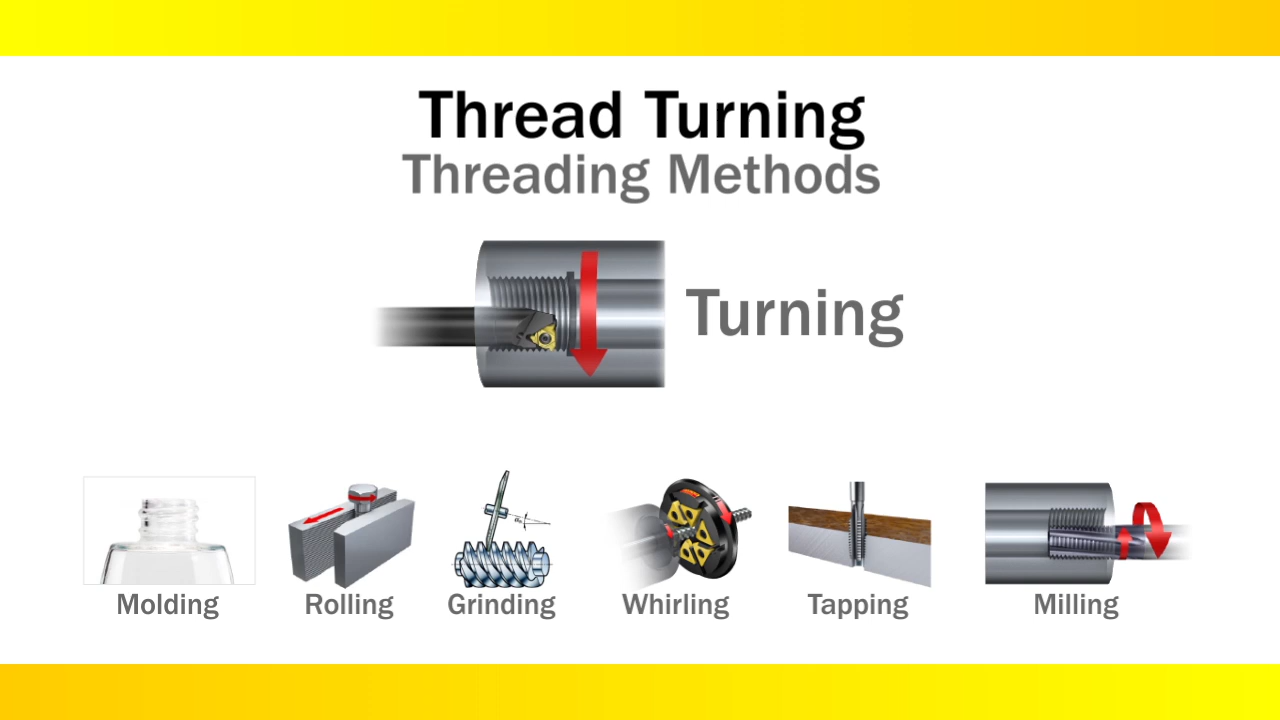 Thread Turning
Threading Methods
Turning
Molding
Rolling
Grinding
Whirling
Tapping
Milling